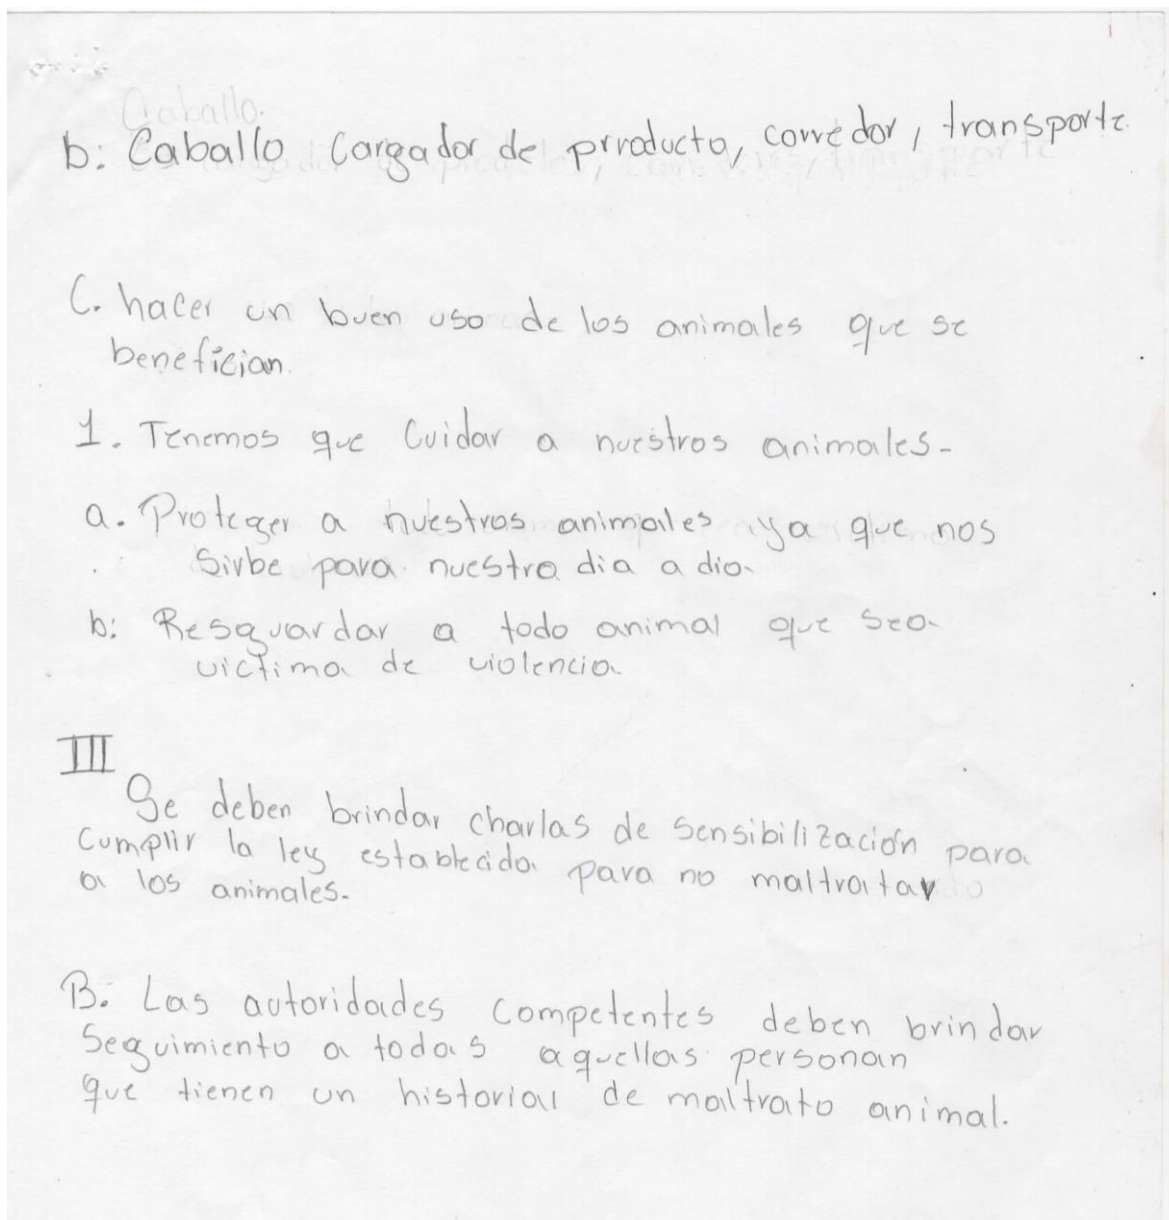 b: Caballo Cargador de prroducto, corredor, transporte.
C. hacer un buen uso de los animales que se
benefician.
1. Tenemos que Cuidar a nuestros animales-
a. Proteger a nuestros animales ya que nos
Sirbe para nuestra dia a dia.
b: Resguardar a todo animal que sea
victima de violencia.
III
Se deben brindar charlas de sensibilización para
Cumplir la ley establecida para no maltratar
a los animales.
B. Las autoridades Competentes deben brindar
Seguimiento a todas aquellas personan
que tienen un historial de maltrato animal.